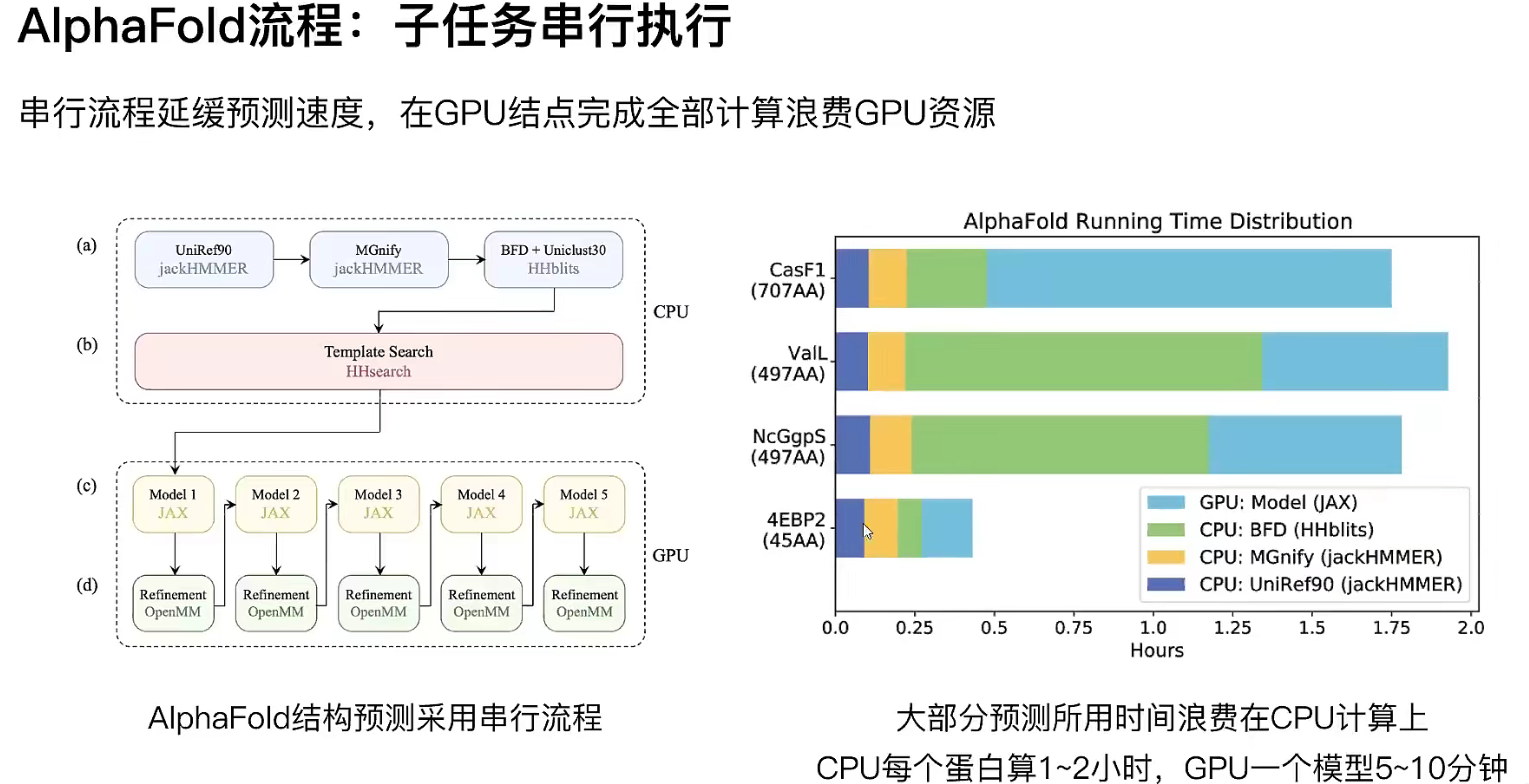 AlphaFold流程：子任务串行执行
串行流程延缓预测速度，在GPU结点完成全部计算浪费GPU资源
(a)
UniRef90
jackHMMER
MGnify
jackHMMER
BFD + Uniclust30
HHblits
CPU
(b)
Template Search
HHsearch
(c)
Model 1
JAX
Model 2
JAX
Model 3
JAX
Model 4
JAX
Model 5
JAX
GPU
(d)
Refinement
OpenMM
Refinement
OpenMM
Refinement
OpenMM
Refinement
OpenMM
Refinement
OpenMM
AlphaFold结构预测采用串行流程
AlphaFold Running Time Distribution
CasF1
(707AA)
ValL
(497AA)
NcGgpS
(497AA)
4EBP2
(45AA)
GPU: Model (JAX)
CPU: BFD (HHblits)
CPU: MGnify (jackHMMER)
CPU: UniRef90 (jackHMMER)
0.0 0.25 0.5 0.75 1.0 1.25 1.5 1.75 2.0
Hours
大部分预测所用时间浪费在CPU计算上
CPU每个蛋白算1~2小时，GPU一个模型5~10分钟